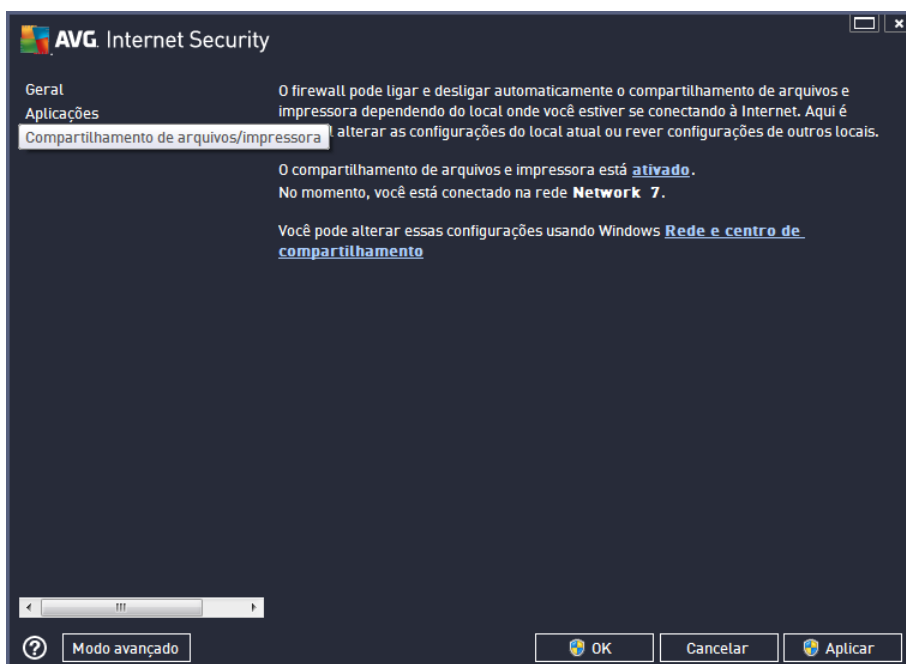 AVG. Internet Security
Geral
Aplicações
Compartilhamento de arquivos/impressora
O firewall pode ligar e desligar automaticamente o compartilhamento de arquivos e
impressora dependendo do local onde você estiver se conectando à Internet. Aqui é
l alterar as configurações do local atual ou rever configurações de outros locais.
O compartilhamento de arquivos e impressora está ativado.
No momento, você está conectado na rede Network 7.
Você pode alterar essas configurações usando Windows Rede e centro de
compartilhamento
? Modo avançado OK Cancelar Aplicar